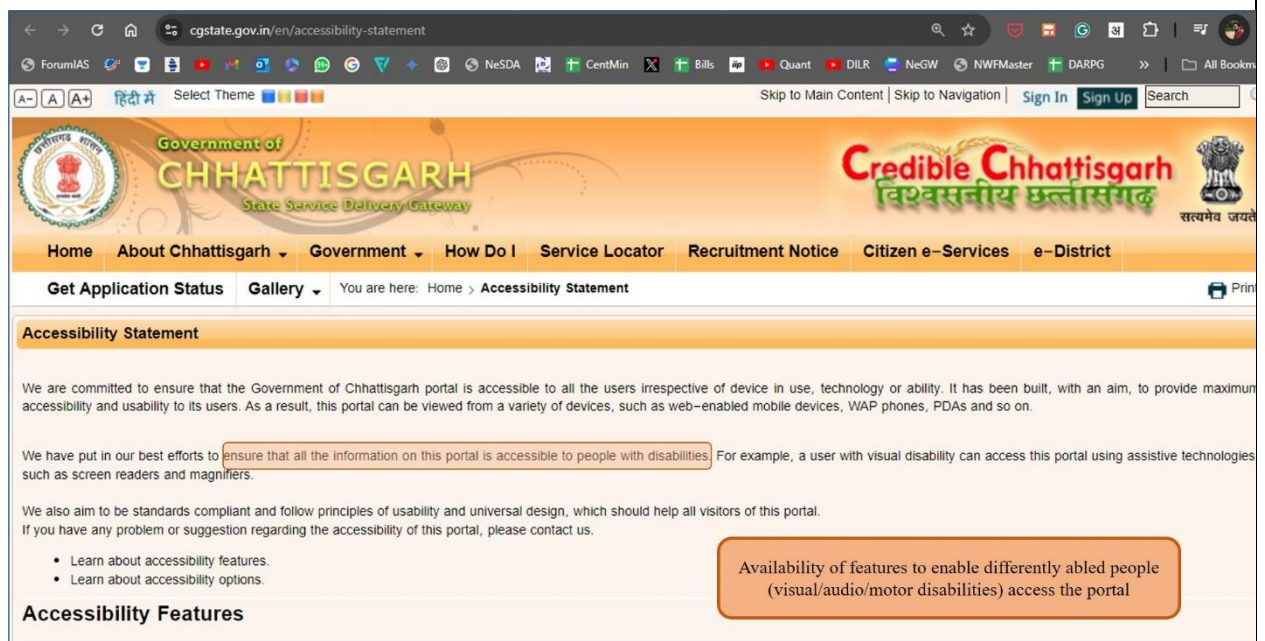 cgstate.gov.in/en/accessibility-statement
ForumIAS NeSDA CentMin Bills Quant DILR NeGW NWFMaster DARPG » All Bookm
A- A A+ हिंदी में Select Theme Skip to Main Content | Skip to Navigation | Sign In Sign Up Search
Government of
CHHATTISGARH
State Service Delivery Gateway
Credible Chhattisgarh
विश्वसनीय छत्तीसगढ़
सत्यमेव जयते
Home About Chhattisgarh Government How Do I Service Locator Recruitment Notice Citizen e-Services e-District
Get Application Status Gallery You are here: Home > Accessibility Statement Print
Accessibility Statement
We are committed to ensure that the Government of Chhattisgarh portal is accessible to all the users irrespective of device in use, technology or ability. It has been built, with an aim, to provide maximum
accessibility and usability to its users. As a result, this portal can be viewed from a variety of devices, such as web-enabled mobile devices, WAP phones, PDAs and so on.
We have put in our best efforts to ensure that all the information on this portal is accessible to people with disabilities. For example, a user with visual disability can access this portal using assistive technologies
such as screen readers and magnifiers.
We also aim to be standards compliant and follow principles of usability and universal design, which should help all visitors of this portal.
If you have any problem or suggestion regarding the accessibility of this portal, please contact us.
• Learn about accessibility features.
• Learn about accessibility options.
Availability of features to enable differently abled people
(visual/audio/motor disabilities) access the portal
Accessibility Features